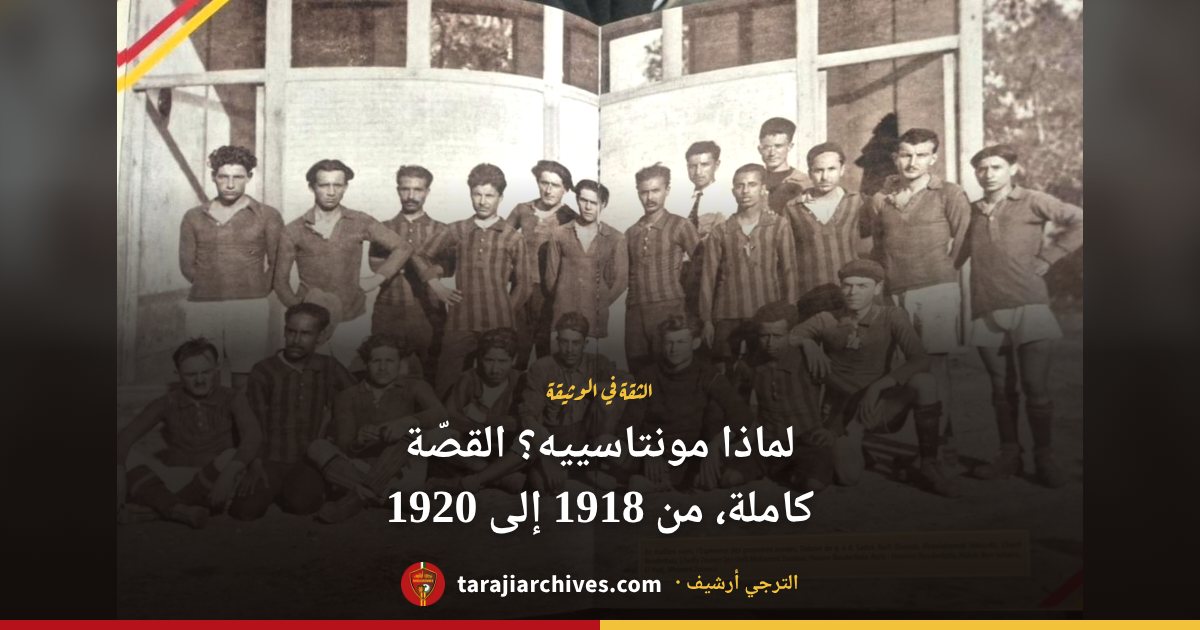 الثقة في الوثيقة
لماذا مونتاسييه؟ القصّة
كاملة، من 1918 إلى 1920
tarajiarchives.com · الترجي أرشيف